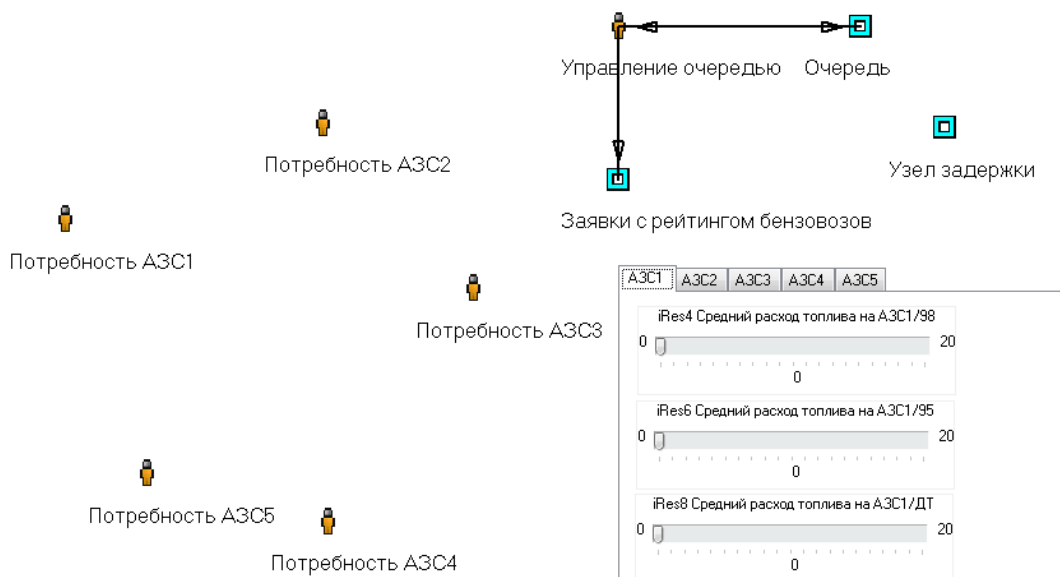 Управление очередью
Очередь
Потребность АЗС2
Узел задержки
Заявки с рейтингом бензовозов
Потребность АЗС1
Потребность АЗС3
АЗС1 АЗС2 АЗС3 АЗС4 АЗС5
iRes4 Средний расход топлива на АЗС1/98
0 20
0
iRes6 Средний расход топлива на АЗС1/95
0 20
0
iRes8 Средний расход топлива на АЗС1/ДТ
0 20
0
Потребность АЗС5
Потребность АЗС4